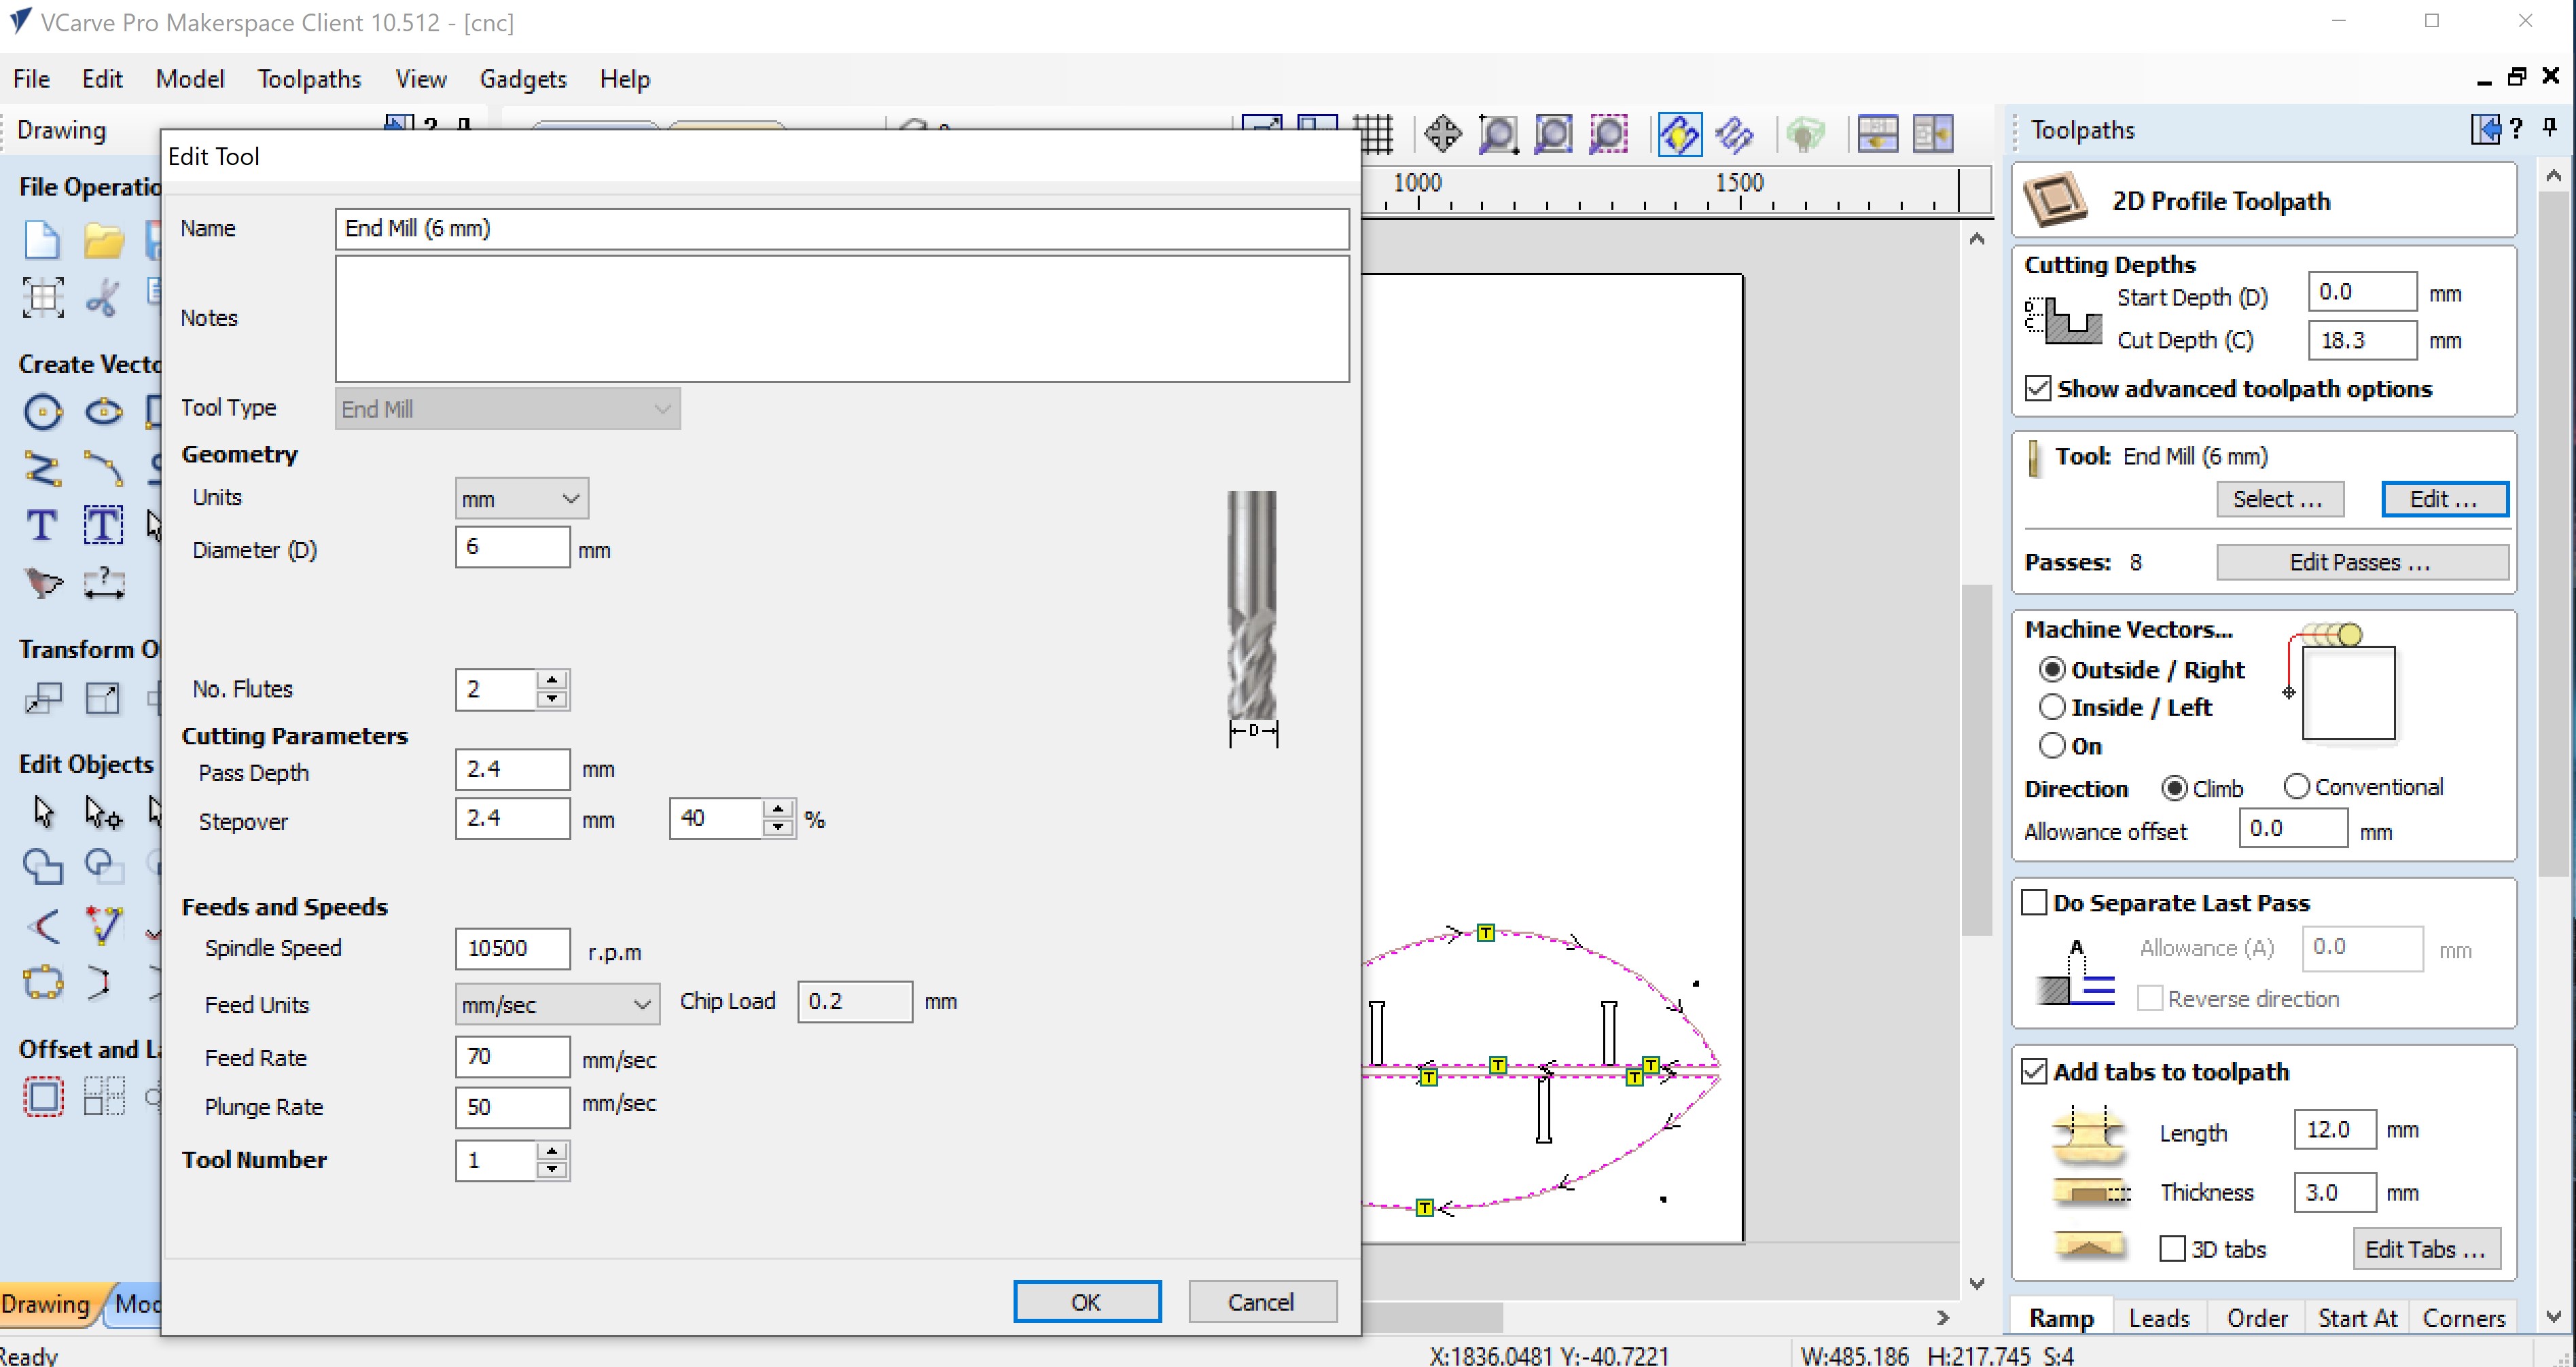 VCarve Pro Makerspace Client 10.512 - [cnc]
File Edit Model Toolpaths View Gadgets Help
Drawing
Edit Tool
File Operatio
Create Vecto
Transform O
Edit Objects
Offset and La
Drawing
Mod
Name End Mill (6 mm)
Notes
Tool Type End Mill
Geometry
Units mm
Diameter (D) 6 mm
No. Flutes 2
D
Cutting Parameters
Pass Depth 2.4 mm
Stepover 2.4 mm 40 %
Feeds and Speeds
Spindle Speed 10500 r.p.m
Feed Units mm/sec Chip Load 0.2 mm
Feed Rate 70 mm/sec
Plunge Rate 50 mm/sec
Tool Number 1
OK Cancel
1000 1500
T
T T
T T
T
Toolpaths
2D Profile Toolpath
Cutting Depths
Start Depth (D) 0.0 mm
Cut Depth (C) 18.3 mm
Show advanced toolpath options
Tool: End Mill (6 mm)
Select ... Edit ...
Passes: 8 Edit Passes ...
Machine Vectors...
Outside / Right
Inside / Left
On
Direction Climb Conventional
Allowance offset 0.0 mm
Do Separate Last Pass
A Allowance (A) 0.0 mm
Reverse direction
Add tabs to toolpath
Length 12.0 mm
Thickness 3.0 mm
3D tabs Edit Tabs ...
Ramp Leads Order Start At Corners
Ready
X:1836.0481 Y:-40.7221 W:485.186 H:217.745 S:4